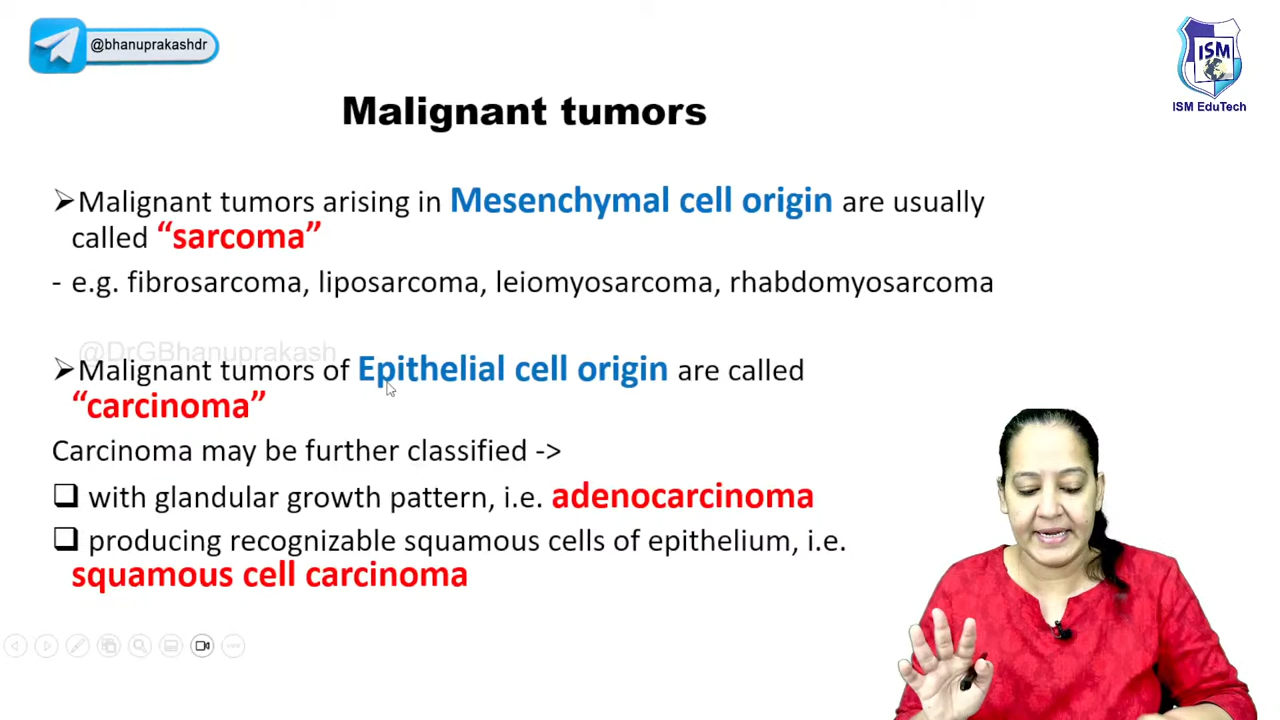 @bhanuprakashdr
ISM
ISM EduTech
Malignant tumors
➢Malignant tumors arising in Mesenchymal cell origin are usually
called “sarcoma”
- e.g. fibrosarcoma, liposarcoma, leiomyosarcoma, rhabdomyosarcoma
@DrGBhanuprakash
➢Malignant tumors of Epithelial cell origin are called
“carcinoma”
Carcinoma may be further classified ->
❑ with glandular growth pattern, i.e. adenocarcinoma
❑ producing recognizable squamous cells of epithelium, i.e.
squamous cell carcinoma